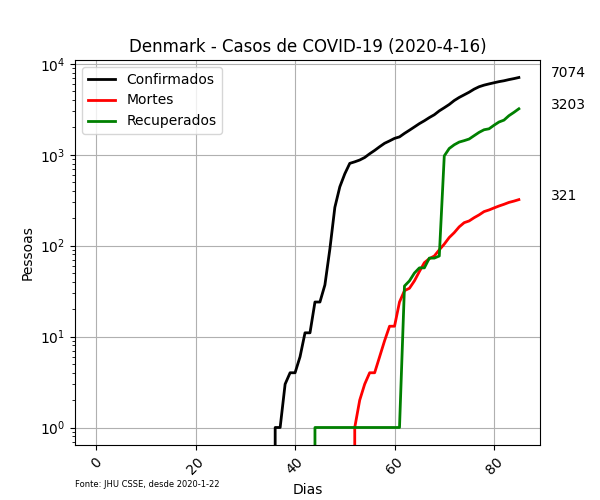 Denmark - Casos de COVID-19 (2020-4-16)
Confirmados
Mortes
Recuperados
7074
3203
321
Pessoas
10⁴
10³
10²
10¹
10⁰
0 20 40 60 80
Dias
Fonte: JHU CSSE, desde 2020-1-22